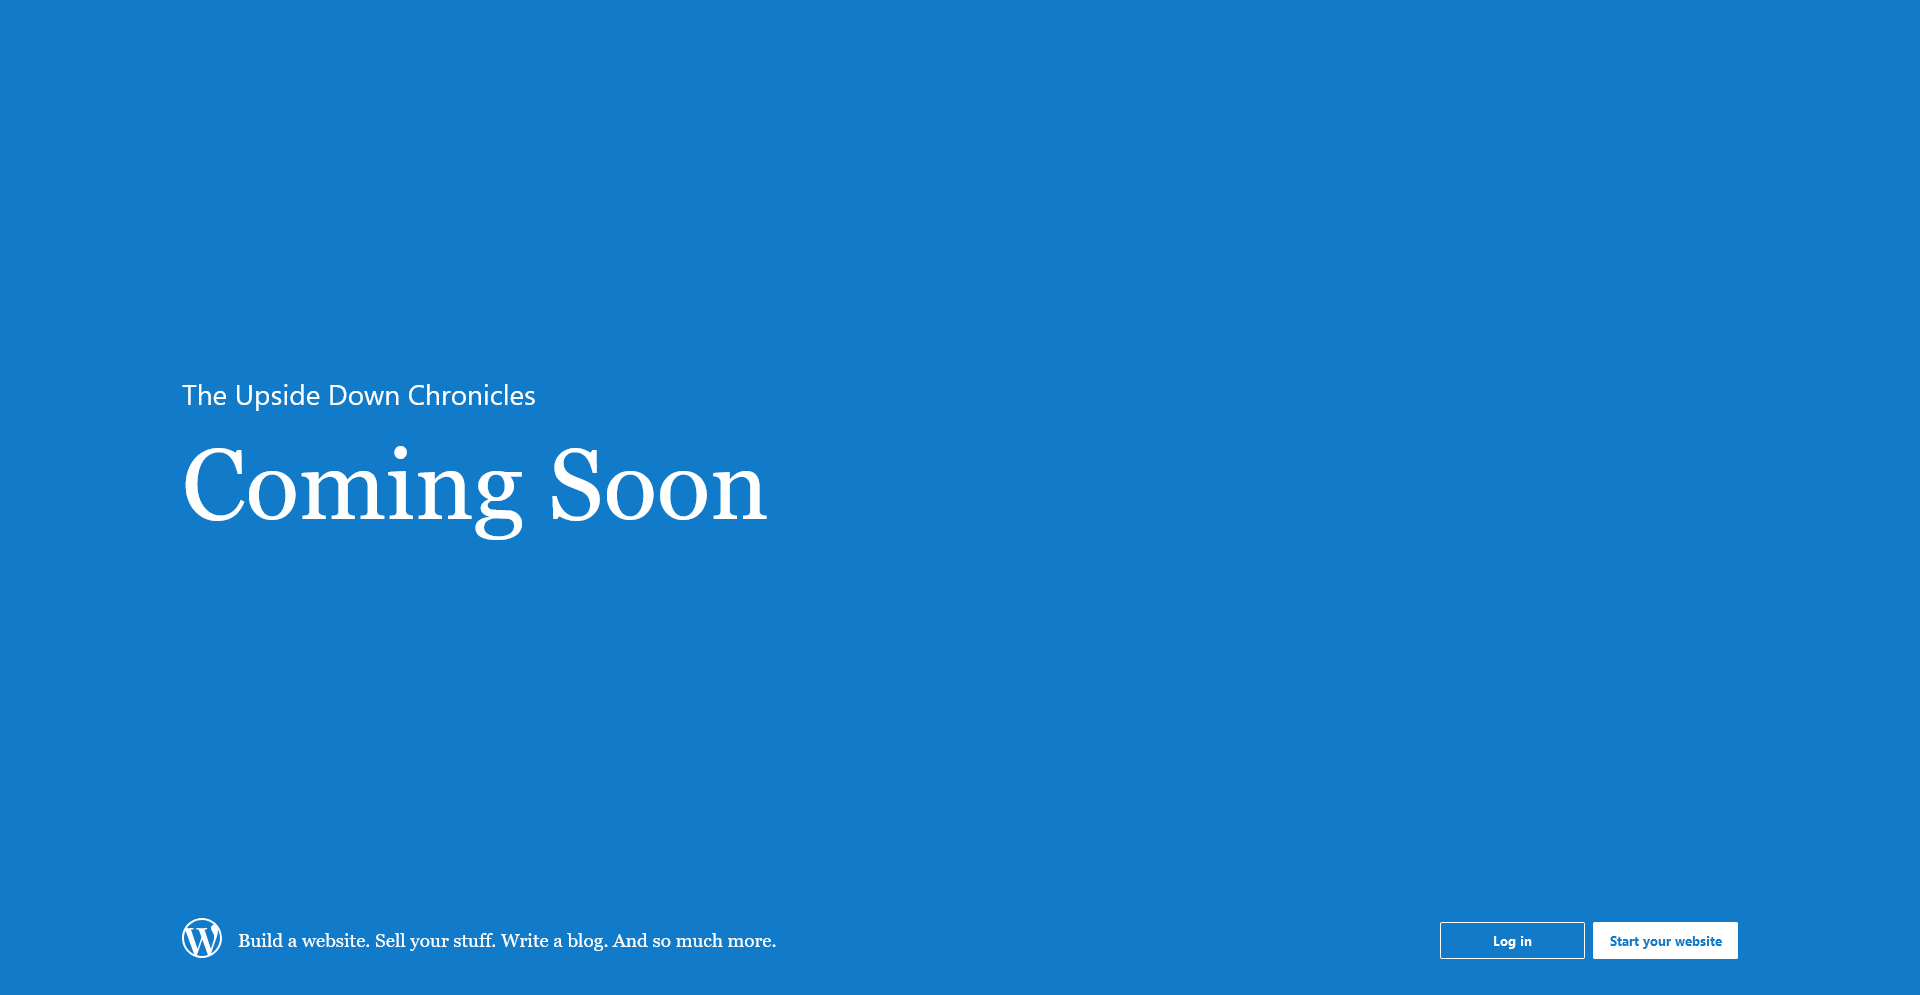 The Upside Down Chronicles
Coming Soon
Build a website. Sell your stuff. Write a blog. And so much more.
Log in
Start your website